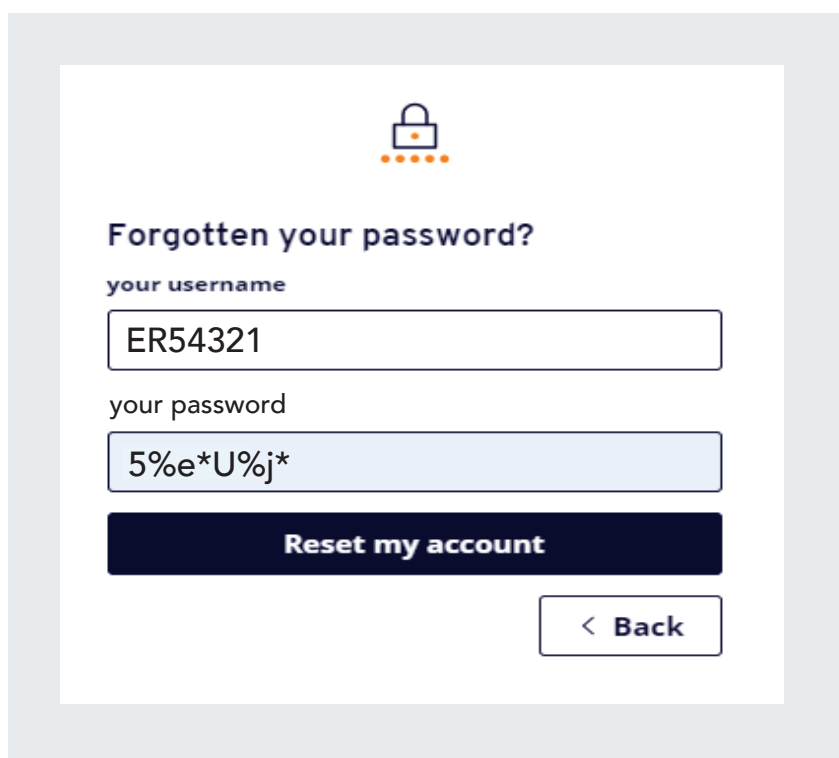 Forgotten your password?
your username
ER54321
your password
5%e*U%j*
Reset my account
< Back